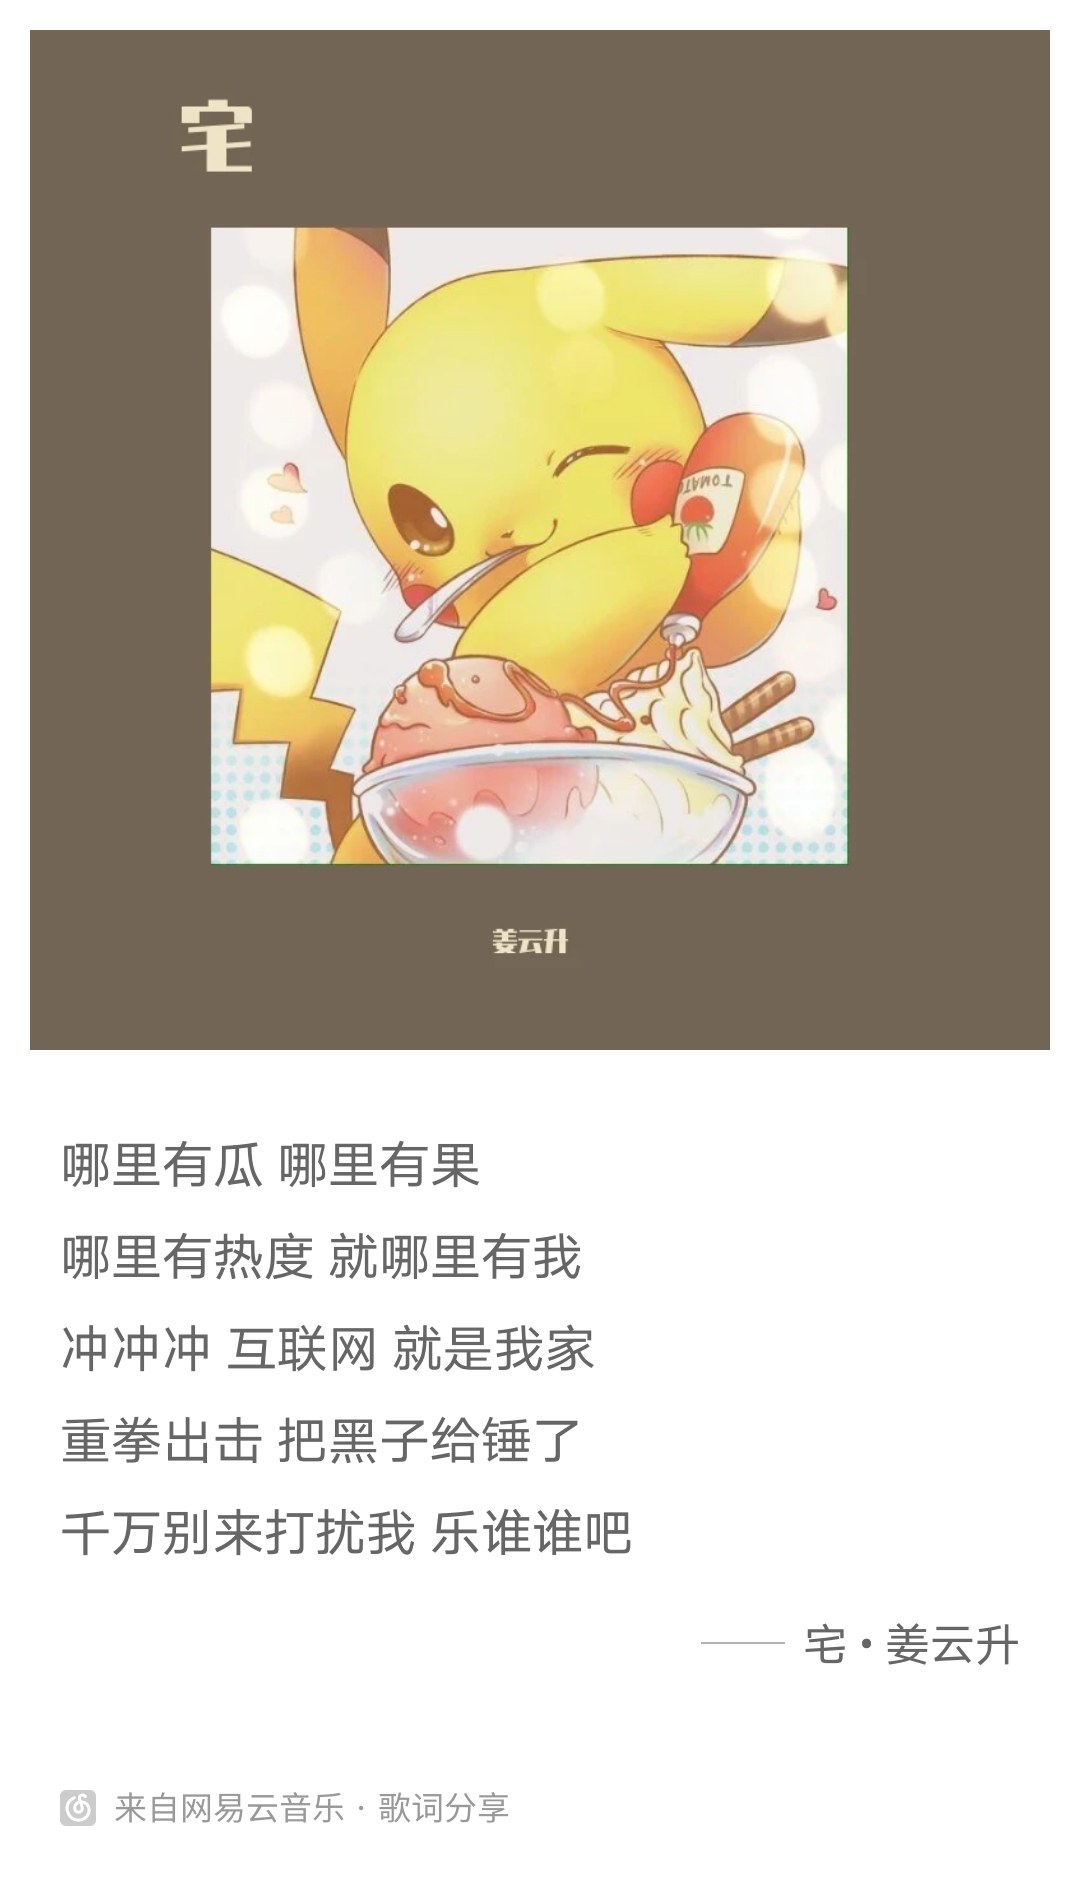 宅
TOMATO
姜云升
哪里有瓜 哪里有果
哪里有热度 就哪里有我
冲冲冲 互联网 就是我家
重拳出击 把黑子给锤了
千万别来打扰我 乐谁谁吧
—— 宅·姜云升
来自网易云音乐 · 歌词分享